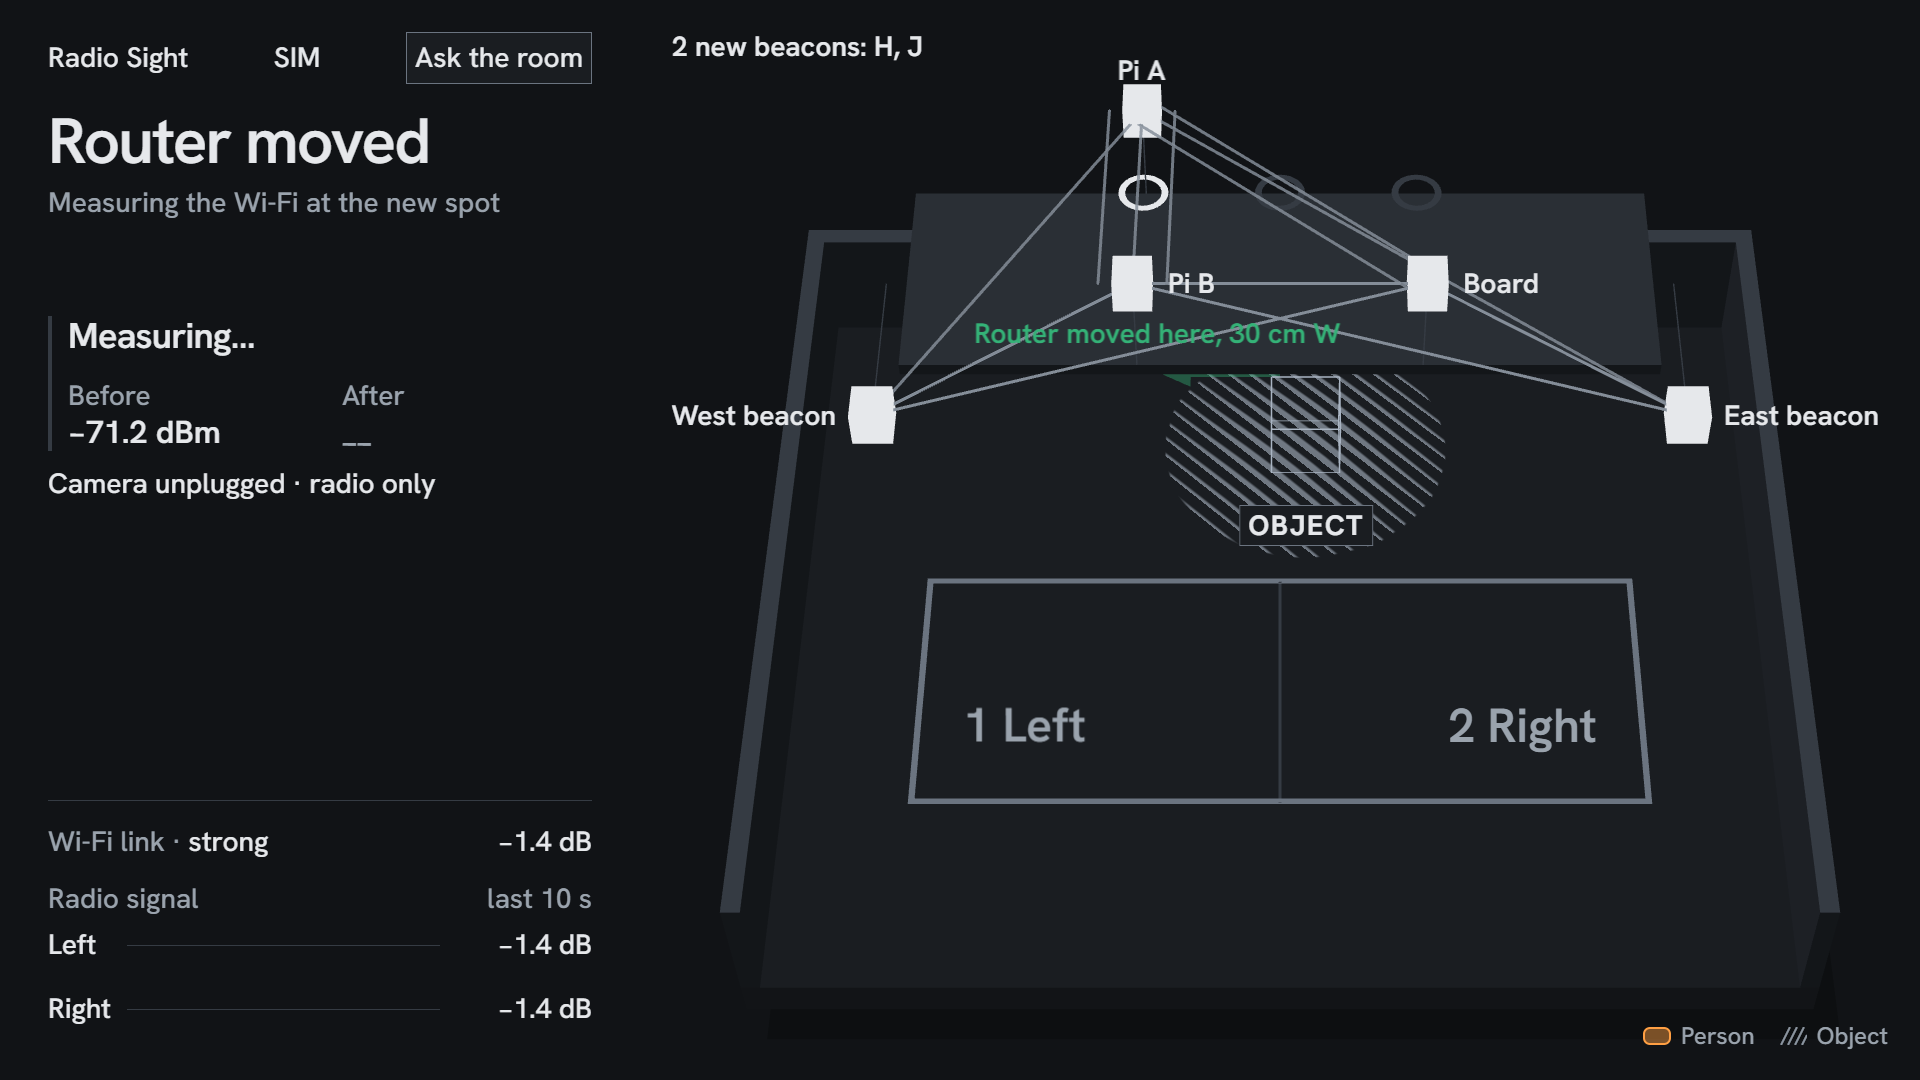 Radio Sight
SIM
Ask the room
Router moved
Measuring the Wi-Fi at the new spot
Measuring...
Before
After
−71.2 dBm
––
Camera unplugged · radio only
Wi-Fi link · strong
−1.4 dB
Radio signal
last 10 s
Left
−1.4 dB
Right
−1.4 dB
2 new beacons: H, J
Pi A
Pi B
Board
Router moved here, 30 cm W
West beacon
East beacon
OBJECT
1 Left
2 Right
Person
Object